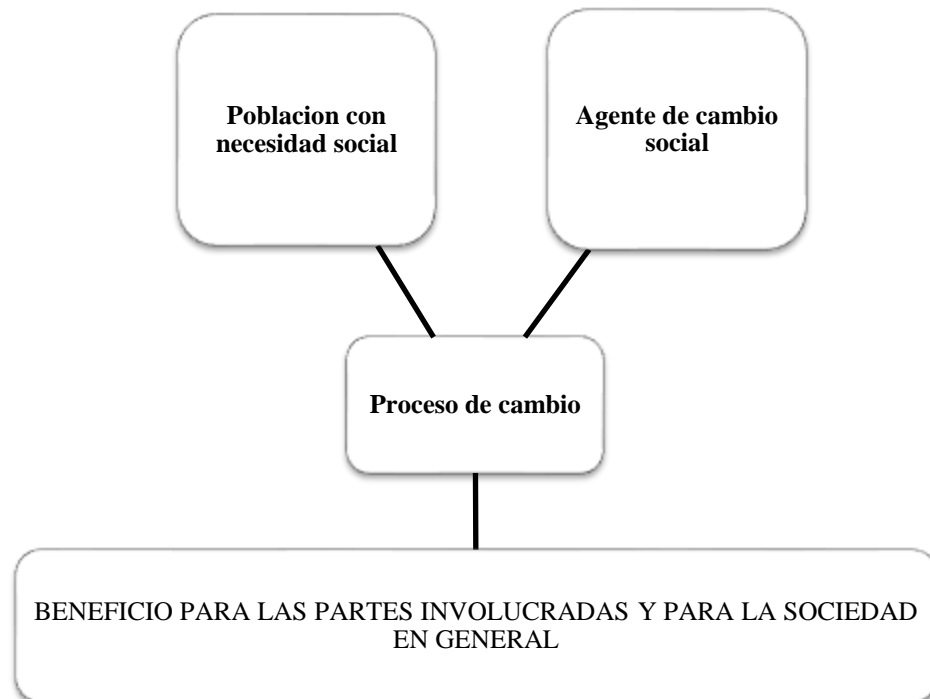 Poblacion con
necesidad social
Agente de cambio
social
Proceso de cambio
BENEFICIO PARA LAS PARTES INVOLUCRADAS Y PARA LA SOCIEDAD
EN GENERAL